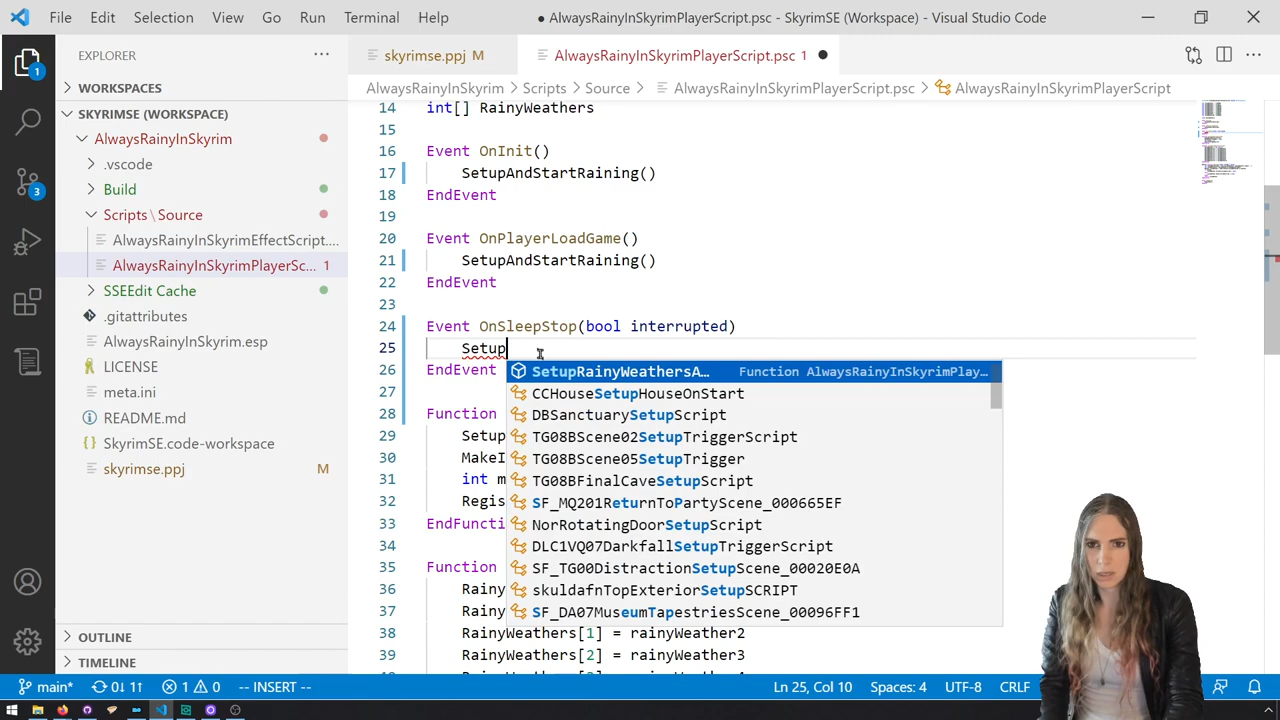 File Edit Selection View Go Run Terminal Help
● AlwaysRainyInSkyrimPlayerScript.psc - SkyrimSE (Workspace) - Visual Studio Code
EXPLORER
skyrimse.ppj M
AlwaysRainyInSkyrimPlayerScript.psc 1
AlwaysRainyInSkyrim > Scripts > Source > AlwaysRainyInSkyrimPlayerScript.psc > AlwaysRainyInSkyrimPlayerScript
WORKSPACES
SKYRIMSE (WORKSPACE)
AlwaysRainyInSkyrim
.vscode
Build
Scripts\Source
AlwaysRainyInSkyrimEffectScript....
AlwaysRainyInSkyrimPlayerSc... 1
SSEEdit Cache
.gitattributes
AlwaysRainyInSkyrim.esp
LICENSE
meta.ini
README.md
SkyrimSE.code-workspace
skyrimse.ppj M
OUTLINE
TIMELINE
1
3
14 int[] RainyWeathers
15
16 Event OnInit()
17 SetupAndStartRaining()
18 EndEvent
19
20 Event OnPlayerLoadGame()
21 SetupAndStartRaining()
22 EndEvent
23
24 Event OnSleepStop(bool interrupted)
25 Setup
26 EndEvent
27
28 Function
29 Setup
30 MakeI
31 int m
32 Regis
33 EndFuncti
34
35 Function
36 Rainy
37 Rainy
38 RainyWeathers[1] = rainyWeather2
39 RainyWeathers[2] = rainyWeather3
SetupRainyWeathersA... Function AlwaysRainyInSkyrimPlay...
CCHouseSetupHouseOnStart
DBSanctuarySetupScript
TG08BScene02SetupTriggerScript
TG08BScene05SetupTrigger
TG08BFinalCaveSetupScript
SF_MQ201ReturnToPartyScene_000665EF
NorRotatingDoorSetupScript
DLC1VQ07DarkfallSetupTriggerScript
SF_TG00DistractionSetupScene_00020E0A
skuldafnTopExteriorSetupSCRIPT
SF_DA07MuseumTapestriesScene_00096FF1
main* 0↓ 1↑ 1 0 -- INSERT -- Ln 25, Col 10 Spaces: 4 UTF-8 CRLF